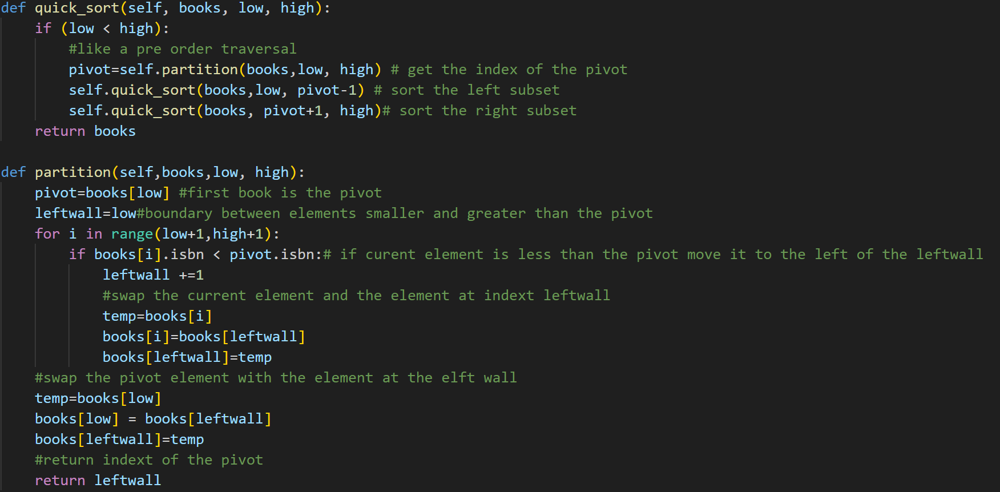 def quick_sort(self, books, low, high):
    if (low < high):
        #like a pre order traversal
        pivot=self.partition(books,low, high) # get the index of the pivot
        self.quick_sort(books,low, pivot-1) # sort the left subset
        self.quick_sort(books, pivot+1, high)# sort the right subset
    return books

def partition(self,books,low, high):
    pivot=books[low] #first book is the pivot
    leftwall=low#boundary between elements smaller and greater than the pivot
    for i in range(low+1,high+1):
        if books[i].isbn < pivot.isbn:# if curent element is less than the pivot move it to the left of the leftwall
            leftwall +=1
            #swap the current element and the element at indext leftwall
            temp=books[i]
            books[i]=books[leftwall]
            books[leftwall]=temp
    #swap the pivot element with the element at the elft wall
    temp=books[low]
    books[low] = books[leftwall]
    books[leftwall]=temp
    #return indext of the pivot
    return leftwall